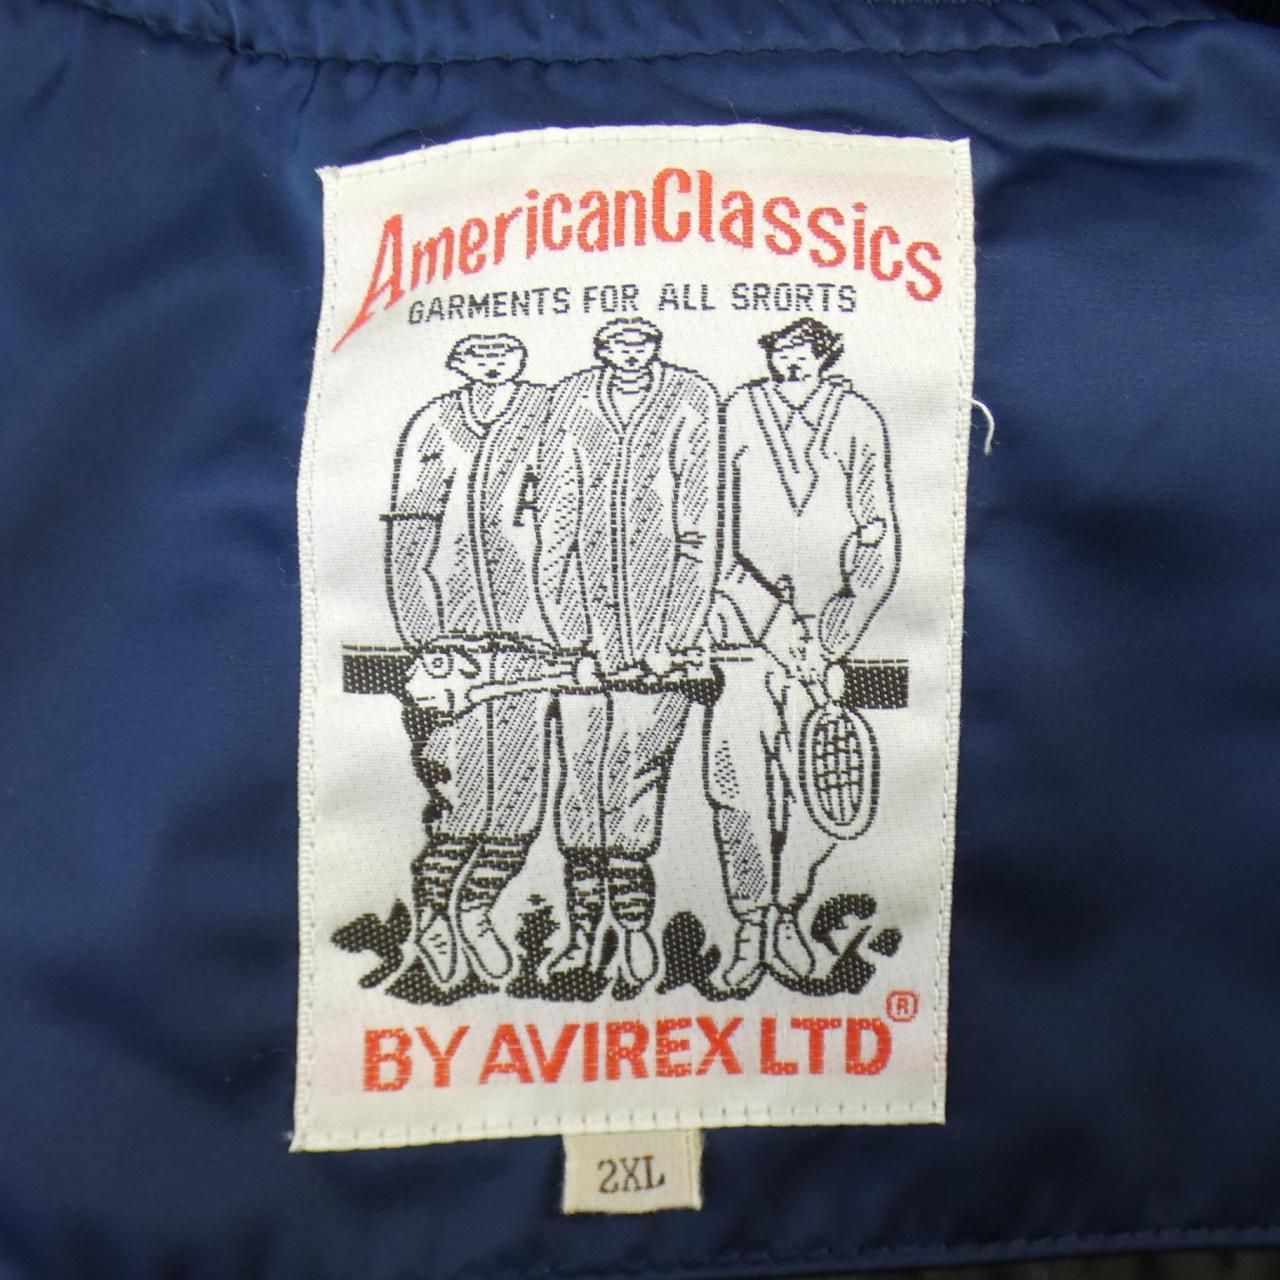 AmericanClassics
GARMENTS FOR ALL SRORTS
A
BY AVIREX LTD®
2XL